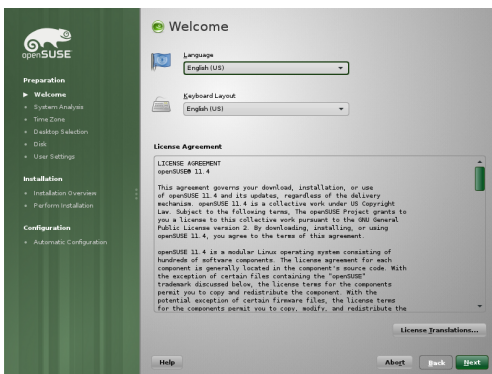 openSUSE
Preparation
Welcome
System Analysis
Time Zone
Desktop Selection
Disk
User Settings
Installation
Installation Overview
Perform Installation
Configuration
Automatic Configuration
Welcome
Language
English (US)
Keyboard Layout
English (US)
License Agreement
LICENSE AGREEMENT
openSUSE® 11.4
This agreement governs your download, installation, or use
of openSUSE 11.4 and its updates, regardless of the delivery
mechanism. openSUSE 11.4 is a collective work under US Copyright
Law. Subject to the following terms, The openSUSE Project grants to
you a license to this collective work pursuant to the GNU General
Public License version 2. By downloading, installing, or using
openSUSE 11.4, you agree to the terms of this agreement.
openSUSE 11.4 is a modular Linux operating system consisting of
hundreds of software components. The license agreement for each
component is generally located in the component's source code. With
the exception of certain files containing the "openSUSE"
trademark discussed below, the license terms for the components
permit you to copy and redistribute the component. With the
potential exception of certain firmware files, the license terms
for the components permit you to copy, modify, and redistribute the
License Translations...
Help
Abort
Back
Next